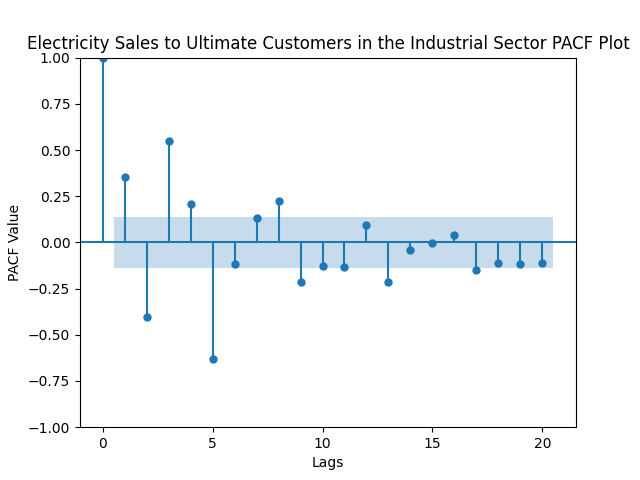 Electricity Sales to Ultimate Customers in the Industrial Sector PACF Plot
1.00
0.75
0.50
0.25
0.00
−0.25
−0.50
−0.75
−1.00
PACF Value
0 5 10 15 20
Lags